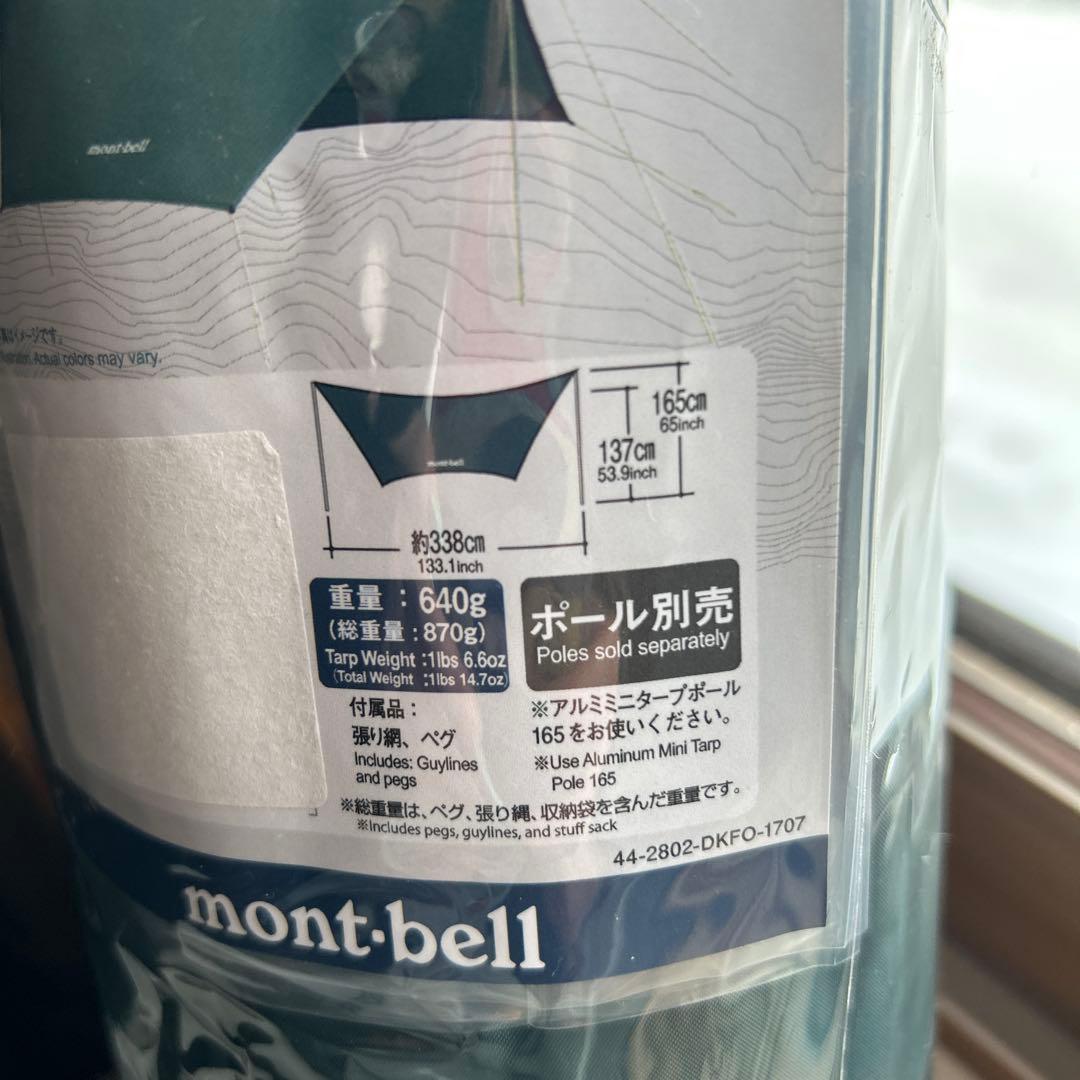 mont-bell
はイメージです。
Actual colors may vary.
165cm
65inch
137cm
53.9inch
mont-bell
約338cm
133.1inch
重量：640g
(総重量：870g)
Tarp Weight :1lbs 6.6oz
(Total Weight :1lbs 14.7oz)
ポール別売
Poles sold separately
付属品：
張り網、ペグ
Includes: Guylines
and pegs
※アルミミニタープポール
165をお使いください。
※Use Aluminum Mini Tarp
Pole 165
※総重量は、ペグ、張り縄、収納袋を含んだ重量です。
※Includes pegs, guylines, and stuff sack
44-2802-DKFO-1707
mont-bell